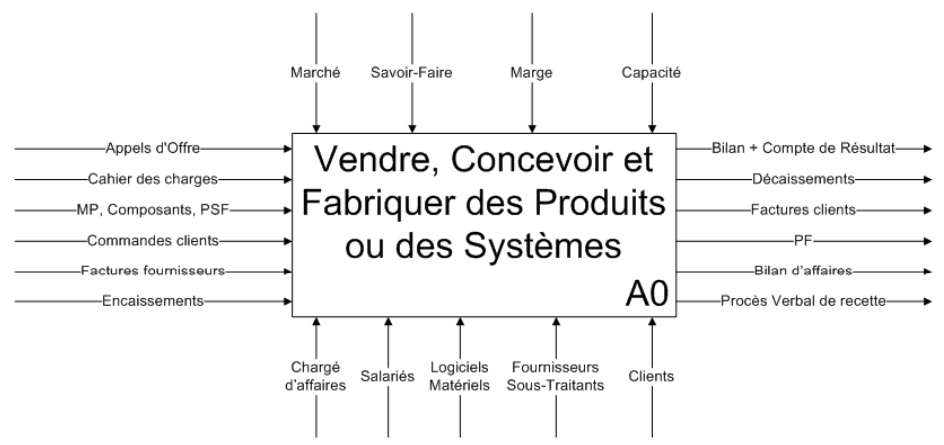 Marché
Savoir-Faire
Marge
Capacité
Appels d'Offre
Cahier des charges
MP, Composants, PSF
Commandes clients
Factures fournisseurs
Encaissements
Vendre, Concevoir et
Fabriquer des Produits
ou des Systèmes
A0
Bilan + Compte de Résultat
Décaissements
Factures clients
PF
Bilan d'affaires
Procès Verbal de recette
Chargé
d'affaires
Salariés
Logiciels
Matériels
Fournisseurs
Sous-Traitants
Clients